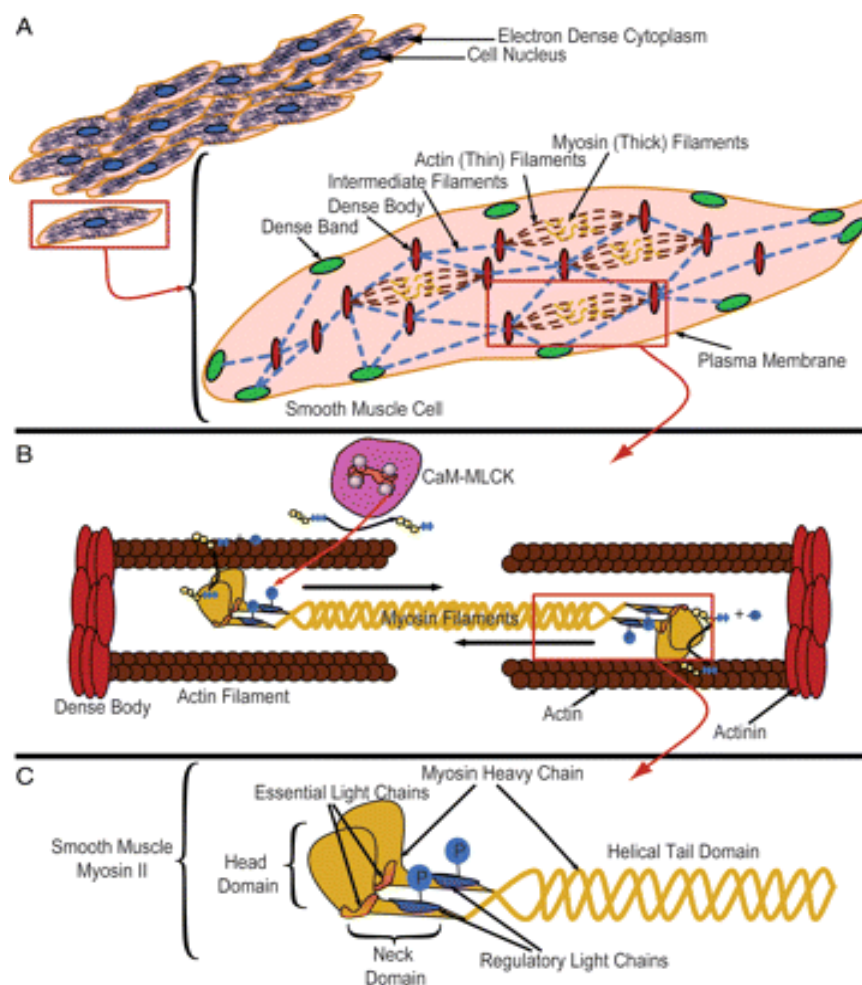 A
Electron Dense Cytoplasm
Cell Nucleus
Myosin (Thick) Filaments
Actin (Thin) Filaments
Intermediate Filaments
Dense Body
Dense Band
Plasma Membrane
Smooth Muscle Cell
B
CaM-MLCK
+
Myosin Filaments
+
Dense Body
Actin Filament
Actin
Actinin
C
Myosin Heavy Chain
Essential Light Chains
Smooth Muscle
Myosin II
Head
Domain
P
P
Helical Tail Domain
Neck
Domain
Regulatory Light Chains